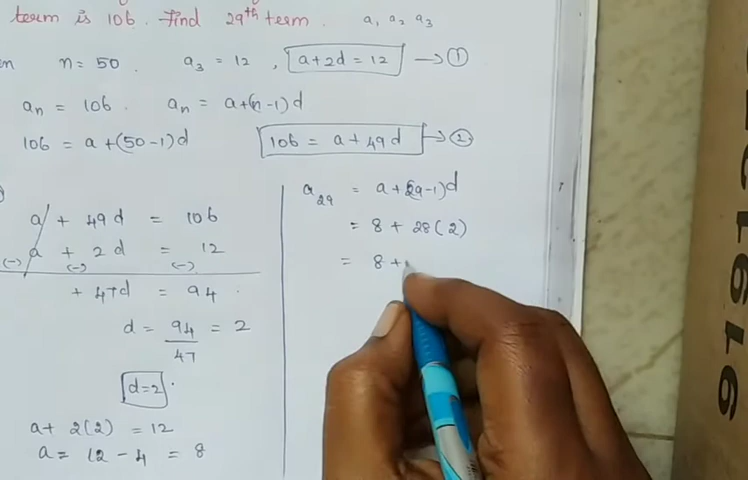 term is 106. Find 29th term. a₁ a₂ a₃
n = 50. a₃ = 12, a+2d = 12 → ①
aₙ = 106. aₙ = a+(n-1)d
106 = a+(50-1)d 106 = a+49d → ②
a + 49d = 106
a + 2d = 12
(-) (-) (-)
+ 47d = 94.
d = 94/47 = 2
d=2.
a+ 2(2) = 12
a = 12 - 4 = 8
a₂₉ = a+(29-1)d
= 8 + 28(2)
= 8 +
9196